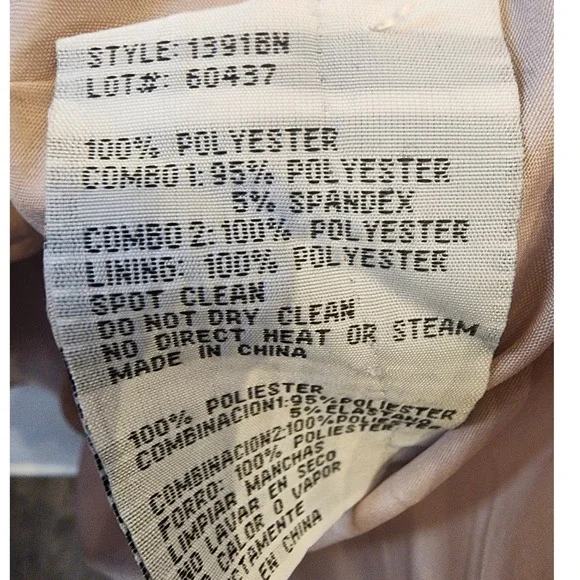 STYLE: 1391BN
LOT#: 60437
100% POLYESTER
COMBO 1: 95% POLYESTER
5% SPANDEX
COMBO 2: 100% POLYESTER
LINING: 100% POLYESTER
SPOT CLEAN
DO NOT DRY CLEAN
NO DIRECT HEAT OR STEAM
MADE IN CHINA
100% POLIESTER
COMBINACION1:95%POLIESTER
5%ELASTANO
COMBINACION2:100%POLIESTER
FORRO: 100% POLIESTER
LIMPIAR MANCHAS
NO LAVAR EN SECO
CALOR O VAPOR
CTAMENTE
EN CHINA